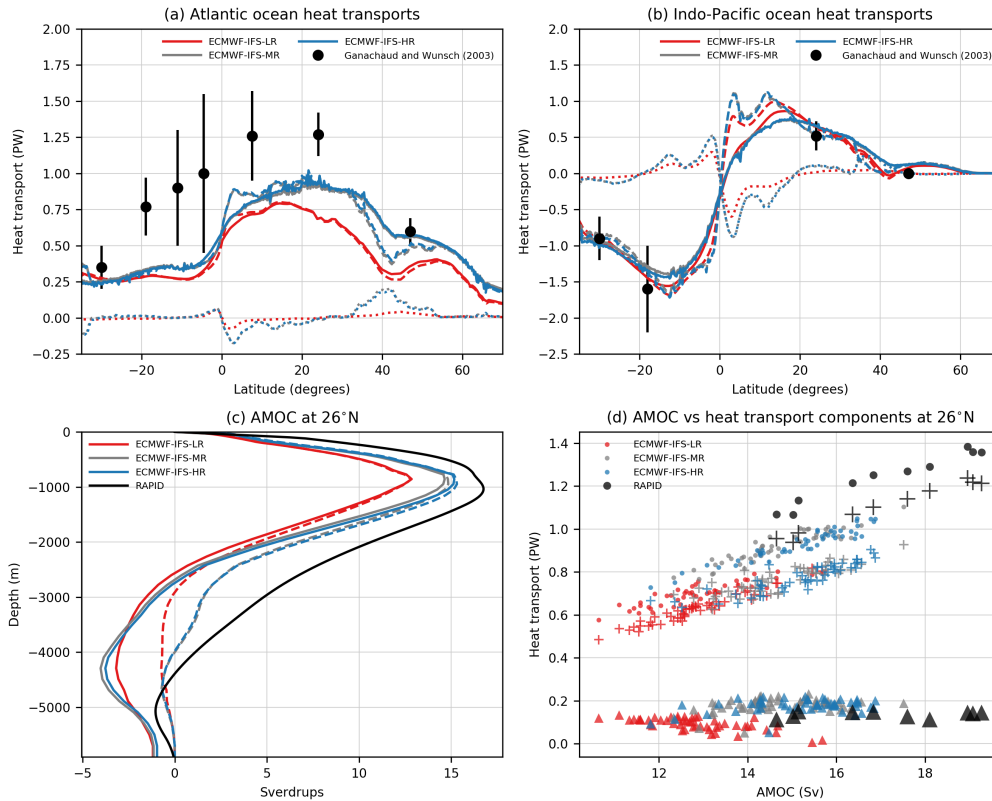 (a) Atlantic ocean heat transports
ECMWF-IFS-LR
ECMWF-IFS-MR
ECMWF-IFS-HR
Ganachaud and Wunsch (2003)
2.00
1.75
1.50
1.25
1.00
0.75
0.50
0.25
0.00
−0.25
Heat transport (PW)
−20 0 20 40 60
Latitude (degrees)
(b) Indo-Pacific ocean heat transports
ECMWF-IFS-LR
ECMWF-IFS-MR
ECMWF-IFS-HR
Ganachaud and Wunsch (2003)
2.0
1.5
1.0
0.5
0.0
−0.5
−1.0
−1.5
−2.0
−2.5
Heat transport (PW)
−20 0 20 40 60
Latitude (degrees)
(c) AMOC at 26°N
ECMWF-IFS-LR
ECMWF-IFS-MR
ECMWF-IFS-HR
RAPID
0
−1000
−2000
−3000
−4000
−5000
Depth (m)
−5 0 5 10 15
Sverdrups
(d) AMOC vs heat transport components at 26°N
ECMWF-IFS-LR
ECMWF-IFS-MR
ECMWF-IFS-HR
RAPID
1.4
1.2
1.0
0.8
0.6
0.4
0.2
0.0
Heat transport (PW)
12 14 16 18
AMOC (Sv)